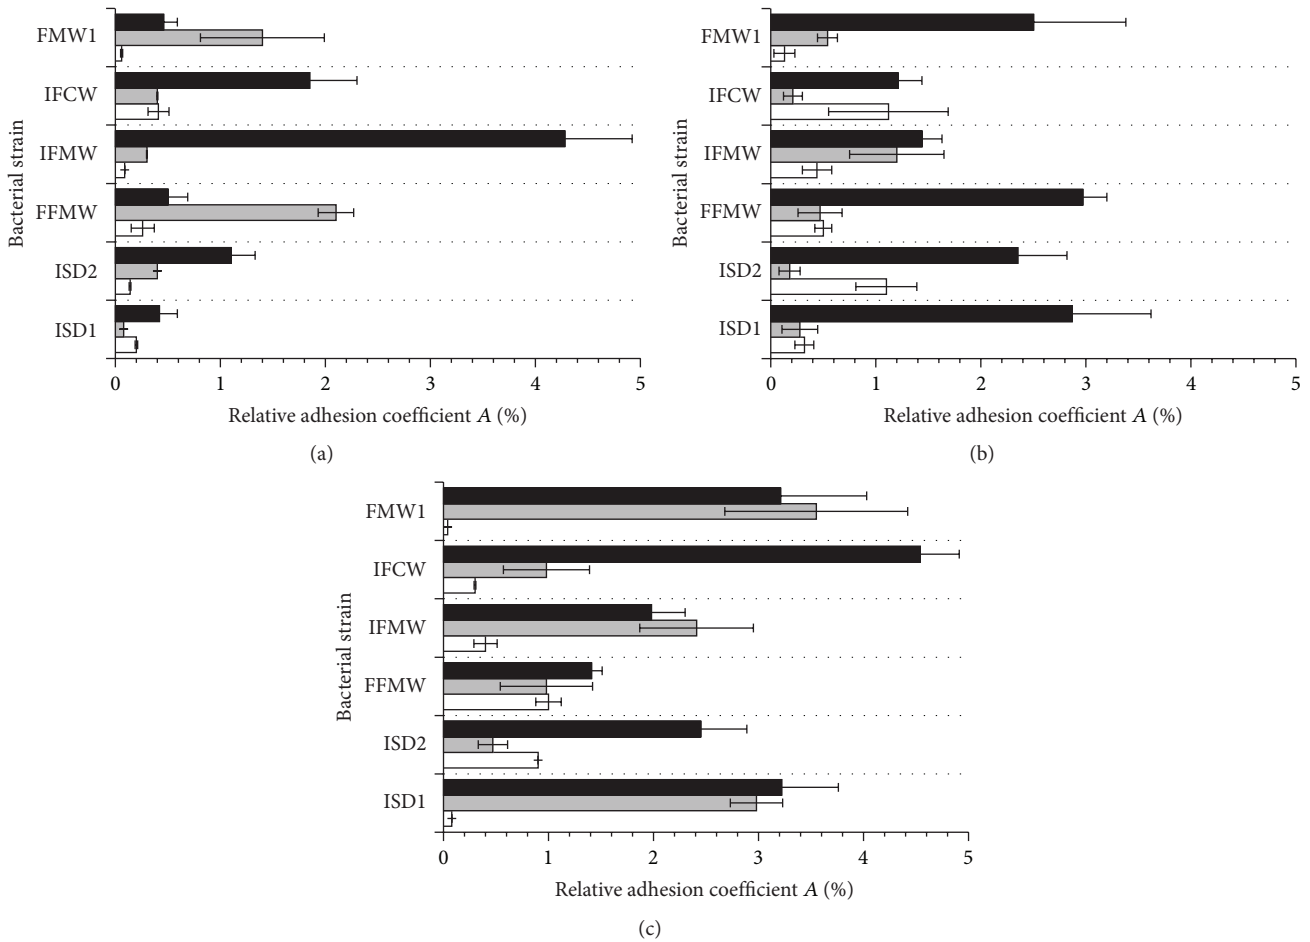 Bacterial strain
FMW1
IFCW
IFMW
FFMW
ISD2
ISD1
0 1 2 3 4 5
Relative adhesion coefficient A (%)
(a)
Bacterial strain
FMW1
IFCW
IFMW
FFMW
ISD2
ISD1
0 1 2 3 4 5
Relative adhesion coefficient A (%)
(b)
Bacterial strain
FMW1
IFCW
IFMW
FFMW
ISD2
ISD1
0 1 2 3 4 5
Relative adhesion coefficient A (%)
(c)